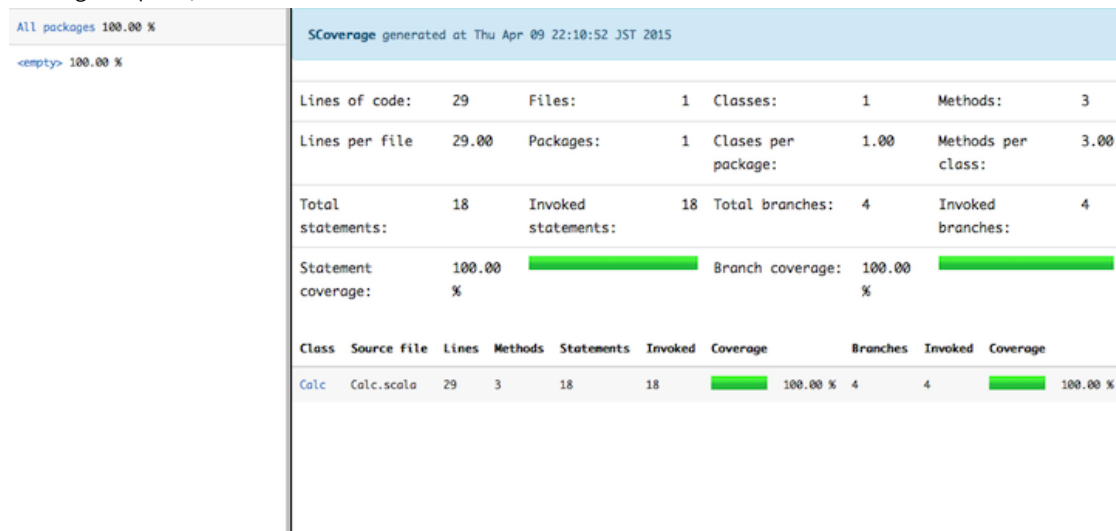 All packages 100.00 %
<empty> 100.00 %
SCoverage generated at Thu Apr 09 22:10:52 JST 2015
Lines of code: 29 Files: 1 Classes: 1 Methods: 3
Lines per file 29.00 Packages: 1 Clases per package: 1.00 Methods per class: 3.00
Total statements: 18 Invoked statements: 18 Total branches: 4 Invoked branches: 4
Statement coverage: 100.00 % Branch coverage: 100.00 %
Class Source file Lines Methods Statements Invoked Coverage Branches Invoked Coverage
Calc Calc.scala 29 3 18 18 100.00 % 4 4 100.00 %